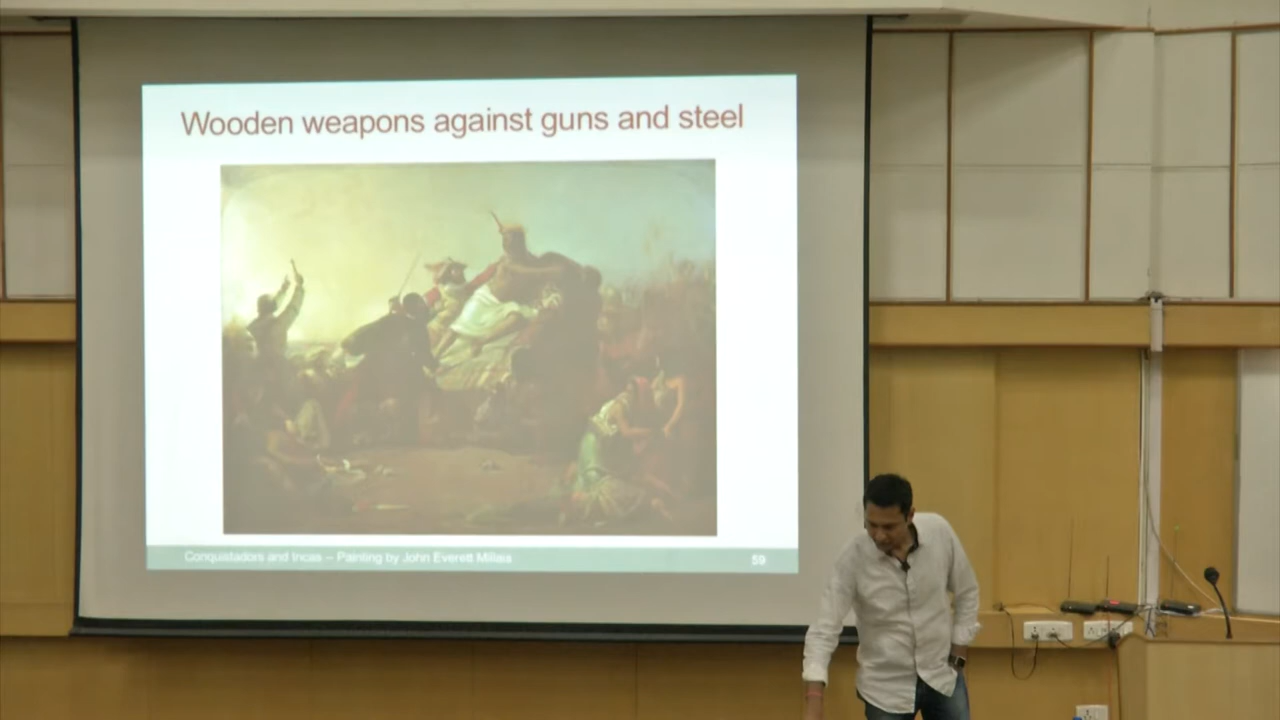 Wooden weapons against guns and steel
Conquistadors and Incas – Painting by John Everett Millais
59